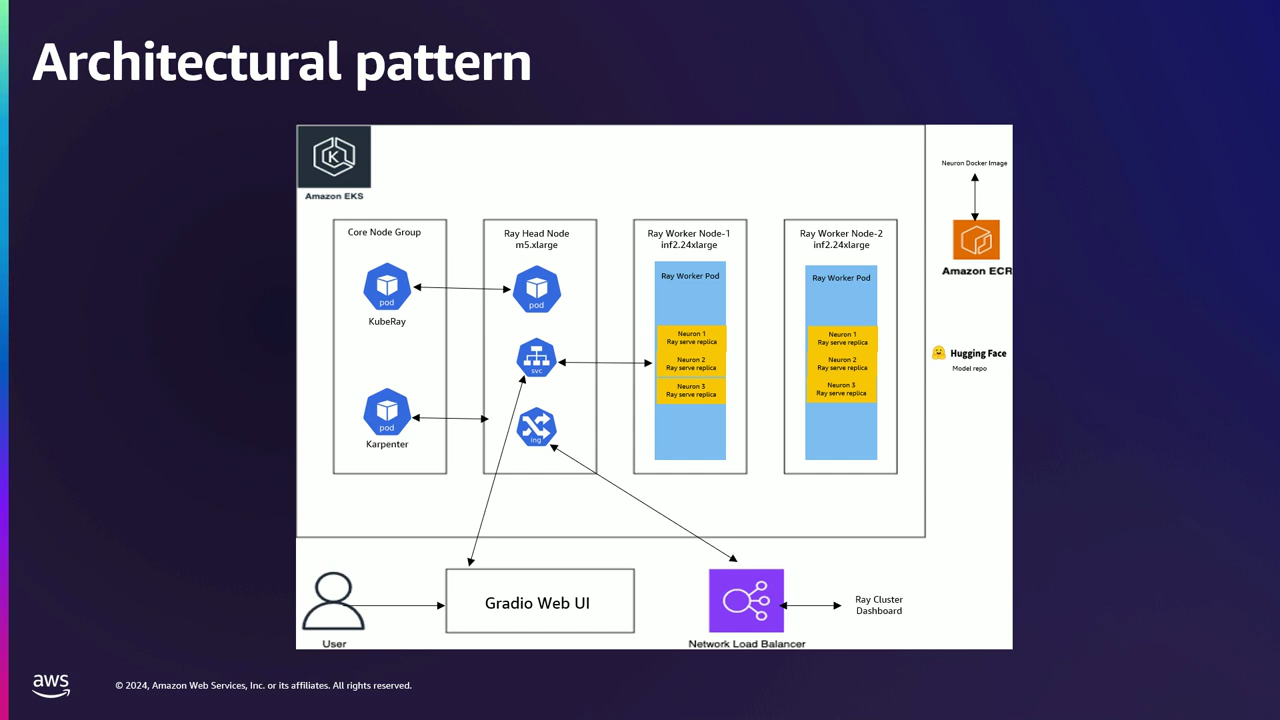 Architectural pattern
K
Amazon EKS
Core Node Group
pod
KubeRay
pod
Karpenter
Ray Head Node
m5.xlarge
pod
svc
ing
Ray Worker Node-1
inf2.24xlarge
Ray Worker Pod
Neuron 1
Ray serve replica
Neuron 2
Ray serve replica
Neuron 3
Ray serve replica
Ray Worker Node-2
inf2.24xlarge
Ray Worker Pod
Neuron 1
Ray serve replica
Neuron 2
Ray serve replica
Neuron 3
Ray serve replica
Neuron Docker Image
Amazon ECR
Hugging Face
Model repo
User
Gradio Web UI
Network Load Balancer
Ray Cluster
Dashboard
aws
© 2024, Amazon Web Services, Inc. or its affiliates. All rights reserved.